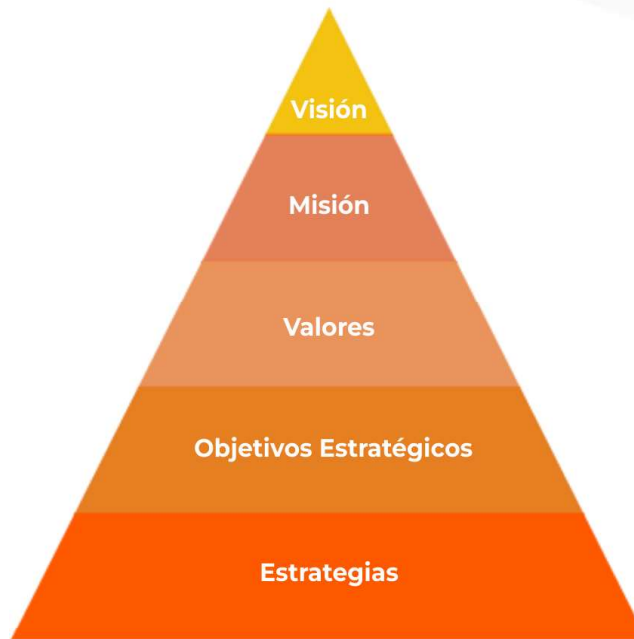 Visión
Misión
Valores
Objetivos Estratégicos
Estrategias